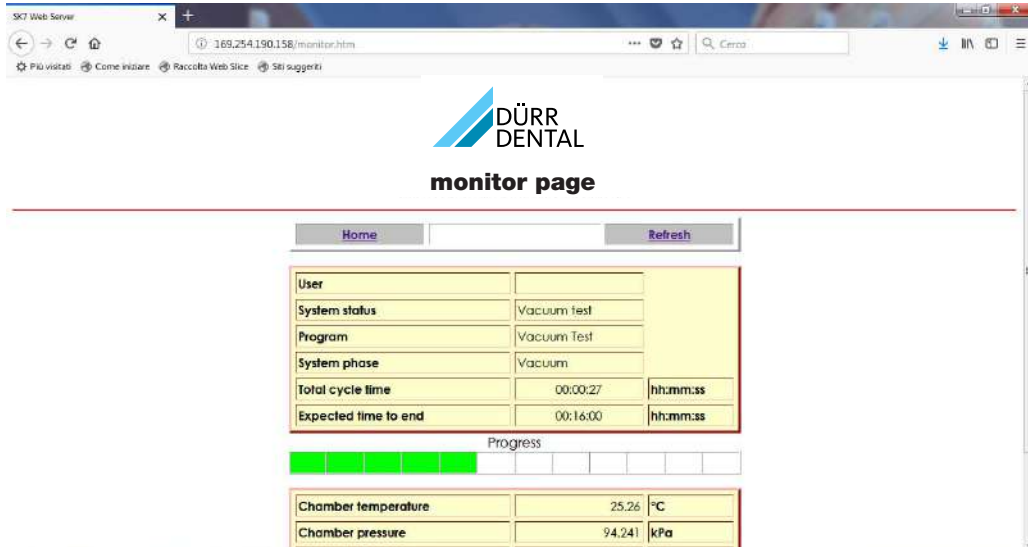 SK7 Web Server
169.254.190.158/monitor.htm
Cerca
Più visitati Come iniziare Raccolta Web Slice Siti suggeriti
DÜRR
DENTAL
monitor page
Home Refresh
User
System status Vacuum test
Program Vacuum Test
System phase Vacuum
Total cycle time 00:00:27 hh:mm:ss
Expected time to end 00:16:00 hh:mm:ss
Progress
Chamber temperature 25.26 °C
Chamber pressure 94.241 kPa